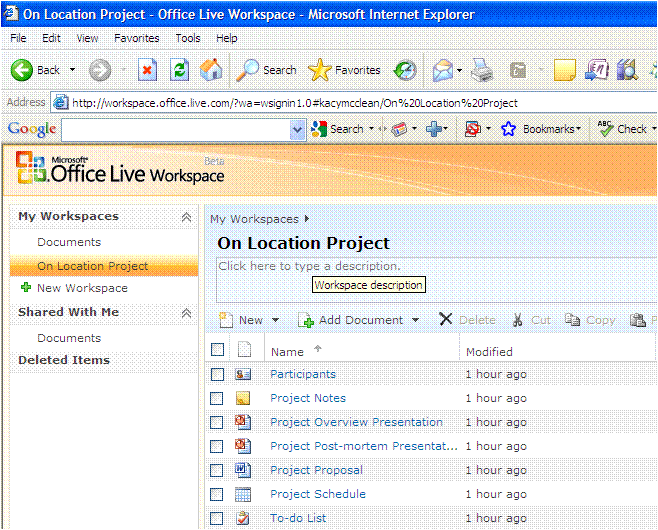 On Location Project - Office Live Workspace - Microsoft Internet Explorer
File Edit View Favorites Tools Help
Back Search Favorites
Address http://workspace.office.live.com/?wa=wsignin1.0#kacymcclean/On%20Location%20Project
Google Search Bookmarks ABC Check
Microsoft® Office Live Workspace Beta
My Workspaces
Documents
On Location Project
New Workspace
Shared With Me
Documents
Deleted Items
My Workspaces
On Location Project
Click here to type a description.
Workspace description
New Add Document Delete Cut Copy P
Name Modified
Participants 1 hour ago
Project Notes 1 hour ago
Project Overview Presentation 1 hour ago
Project Post-mortem Presentat... 1 hour ago
Project Proposal 1 hour ago
Project Schedule 1 hour ago
To-do List 1 hour ago